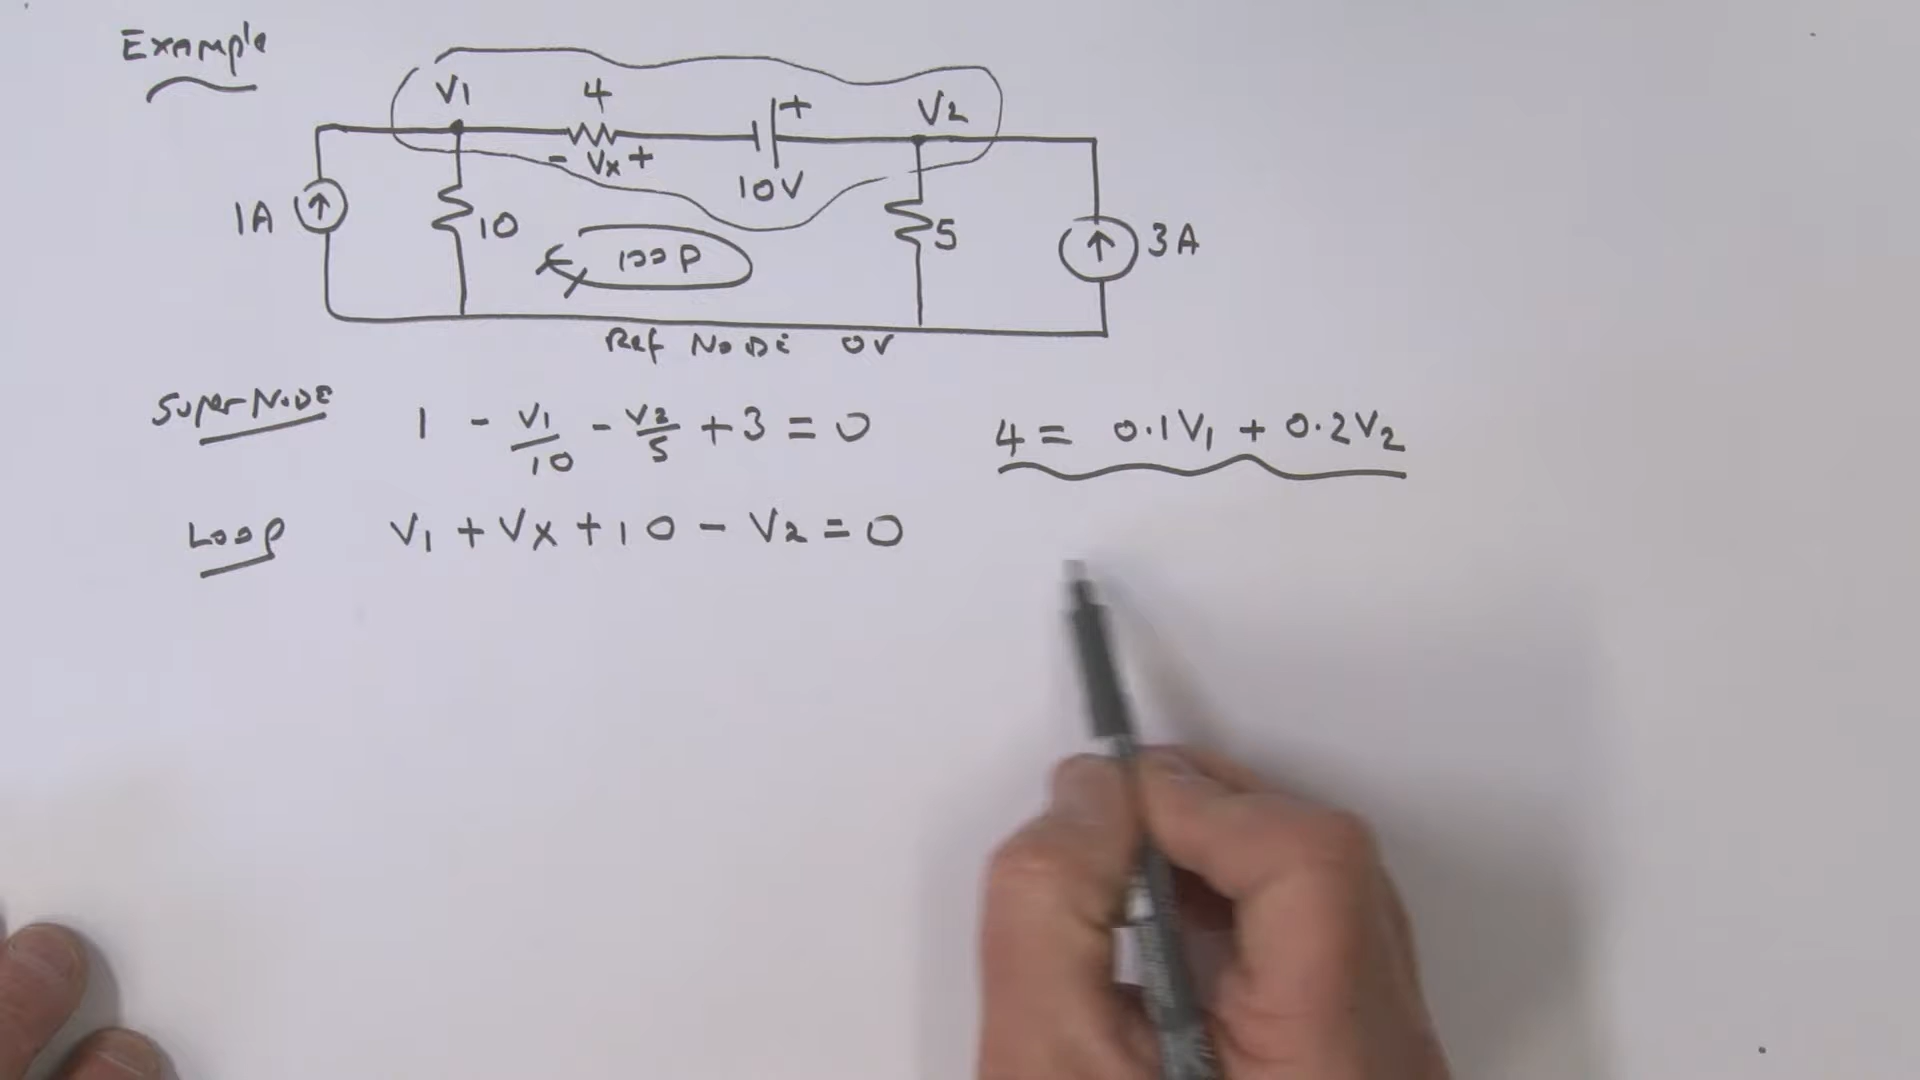 Example
V1 4 + V2
- Vx +
10V
1A 10 5 3A
LOOP
Ref Node 0V
SuperNode 1 - V1/10 - V2/5 + 3 = 0 4 = 0.1V1 + 0.2V2
Loop V1 + Vx + 10 - V2 = 0